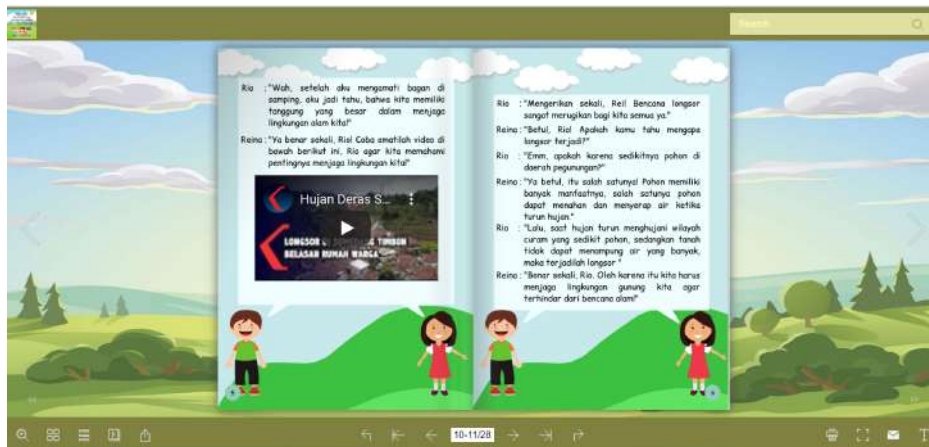 Search
Rio : "Wah, setelah aku mengamati bagan di
samping, aku jadi tahu, bahwa kita memiliki
tanggung yang besar dalam menjaga
lingkungan alam kita!"
Reina : "Ya benar sekali, Rio! Coba amatilah video di
bawah berikut ini, Rio agar kita memahami
pentingnya menjaga lingkungan kita!"
Hujan Deras S...
LONGSOR
TIMBUN
BELASAN RUMAH WARGA
Rio : "Mengerikan sekali, Rei! Bencana longsor
sangat merugikan bagi kita semua ya."
Reina : "Betul, Rio! Apakah kamu tahu mengapa
longsor terjadi?"
Rio : "Emm, apakah karena sedikitnya pohon di
daerah pegunungan?"
Reina : "Ya betul, itu salah satunya! Pohon memiliki
banyak manfaatnya, salah satunya pohon
dapat menahan dan menyerap air ketika
turun hujan."
Rio : "Lalu, saat hujan turun menghujani wilayah
curam yang sedikit pohon, sedangkan tanah
tidak dapat menampung air yang banyak,
maka terjadilah longsor."
Reina : "Benar sekali, Rio. Oleh karena itu kita harus
menjaga lingkungan gunung kita agar
terhindar dari bencana alam!"
10-11/28